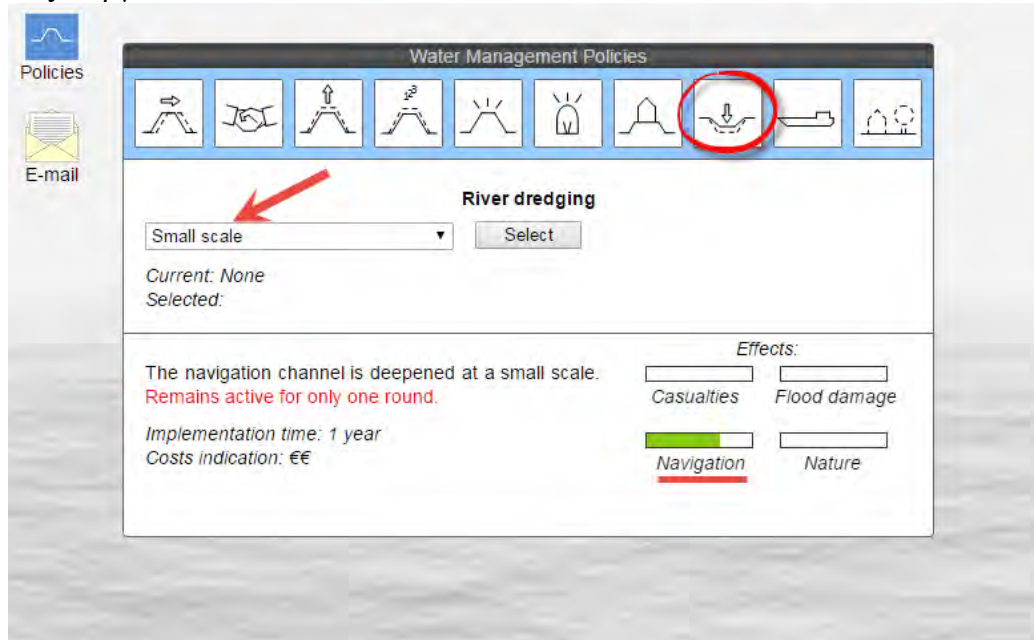 Policies
E-mail
Water Management Policies
1²3
River dredging
Small scale
Select
Current: None
Selected:
The navigation channel is deepened at a small scale.
Remains active for only one round.
Implementation time: 1 year
Costs indication: €€
Effects:
Casualties Flood damage
Navigation Nature